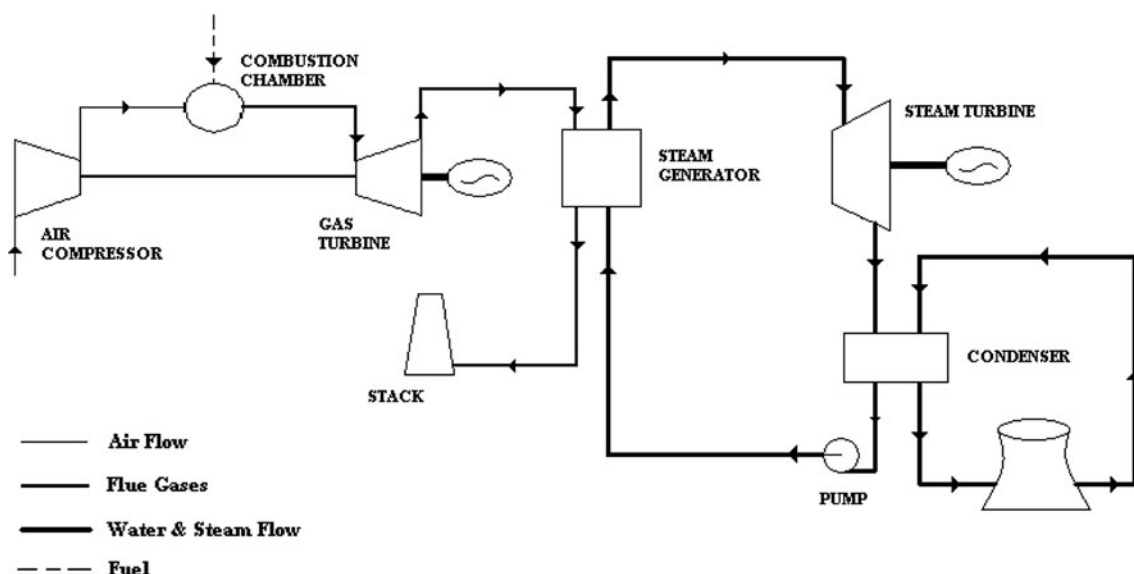 COMBUSTION
CHAMBER
STEAM TURBINE
STEAM
GENERATOR
GAS
TURBINE
AIR
COMPRESSOR
CONDENSER
STACK
Air Flow
Flue Gases
PUMP
Water & Steam Flow
Fuel